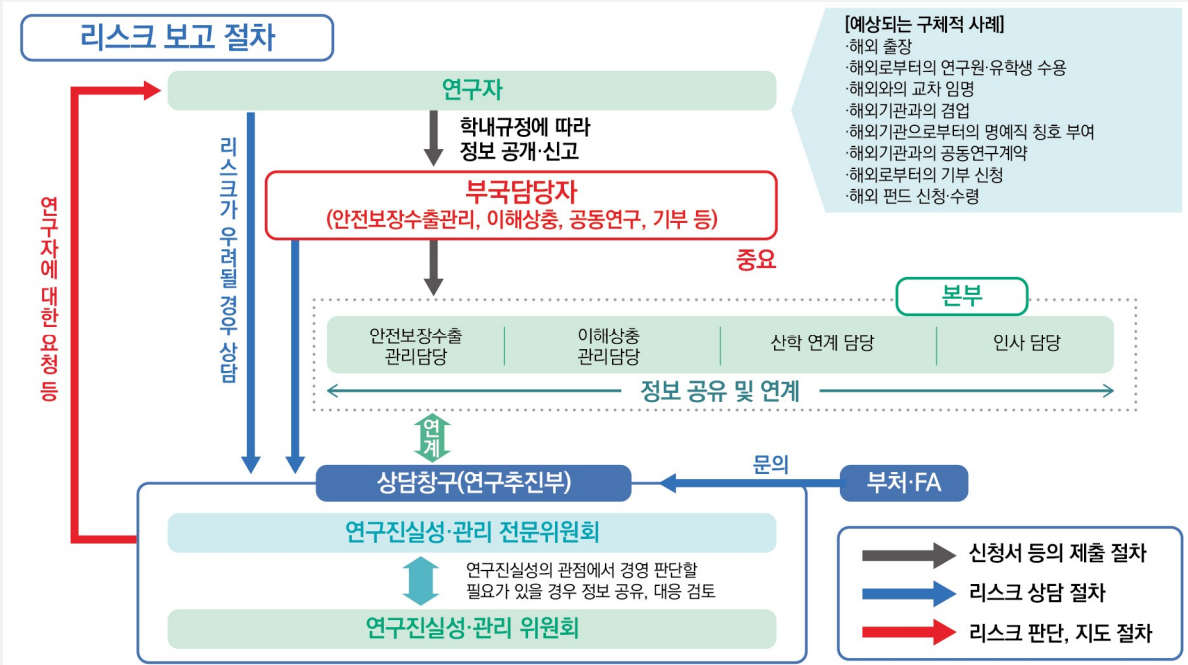 리스크 보고 절차
[예상되는 구체적 사례]
·해외 출장
·해외로부터의 연구원·유학생 수용
·해외와의 교차 임명
·해외기관과의 겸업
·해외기관으로부터의 명예직 칭호 부여
·해외기관과의 공동연구계약
·해외로부터의 기부 신청
·해외 펀드 신청·수령
연구자
학내규정에 따라
정보 공개·신고
리스크가 우려될 경우 상담
연구자에 대한 요청 등
부국담당자
(안전보장수출관리, 이해상충, 공동연구, 기부 등)
중요
본부
안전보장수출
관리담당
이해상충
관리담당
산학 연계 담당
인사 담당
정보 공유 및 연계
연계
상담창구(연구추진부)
문의
부처·FA
연구진실성·관리 전문위원회
연구진실성의 관점에서 경영 판단할
필요가 있을 경우 정보 공유, 대응 검토
연구진실성·관리 위원회
신청서 등의 제출 절차
리스크 상담 절차
리스크 판단, 지도 절차